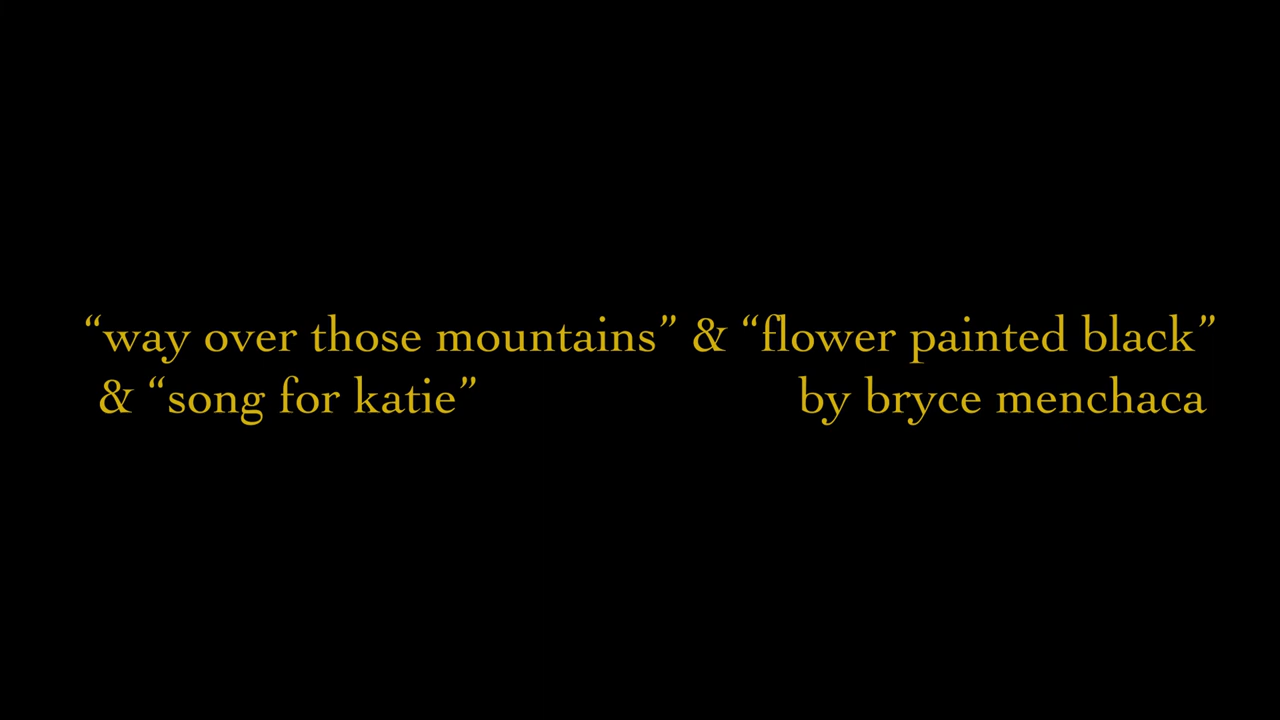 “way over those mountains” & “flower painted black”
& “song for katie” by bryce menchaca